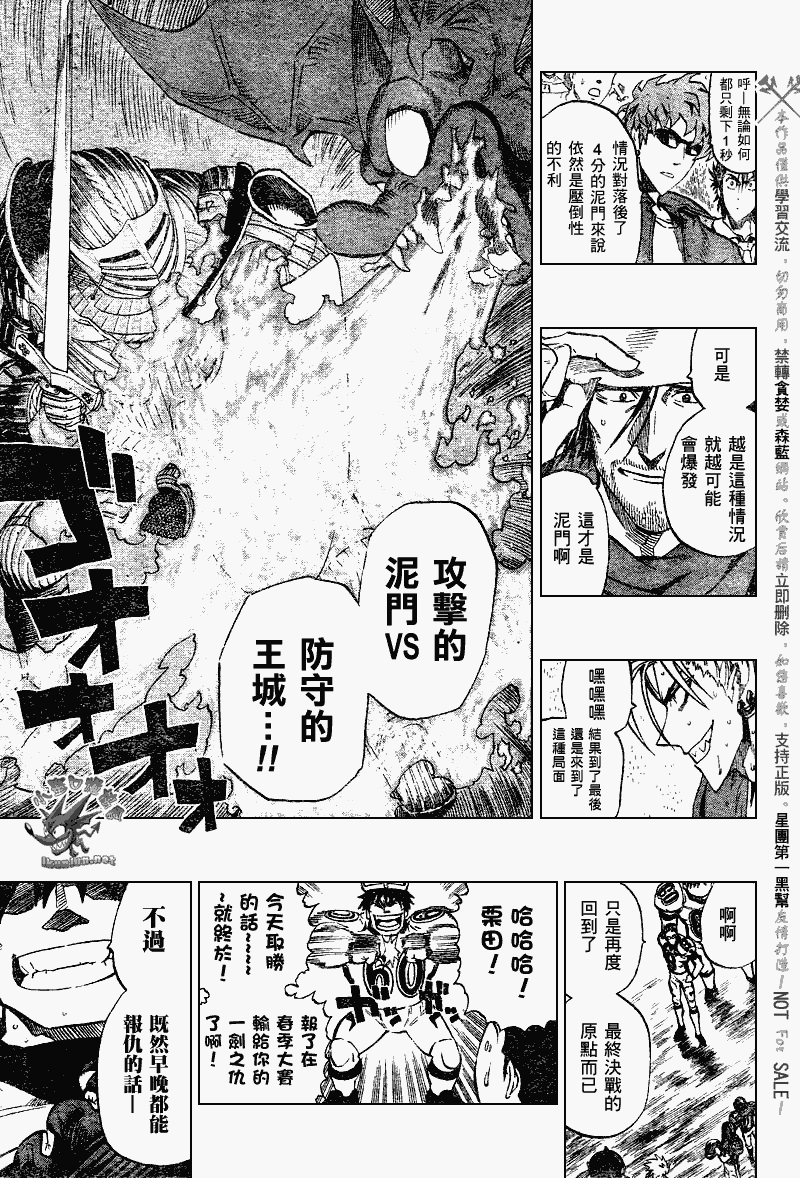 呼—無論如何
都只剩下1秒
情況對落後了
4分的泥門來說
依然是壓倒性
的不利
可是
越是這種情況
就越可能
會爆發
這才是
泥門啊
嘿嘿嘿
結果到了最後
還是來到了
這種局面
攻擊的
泥門VS
防守的
王城…!!
ゴオオオオ
啊啊
只是再度
回到了
最終決戰的
原點而已
哈哈哈!
栗田!
今天取勝
的話~~~~
~就終於!
報了在
春季大賽
輸給你的
一劍之仇
了啊!
不過
既然早晚都能
報仇的話—
本作品僅供學習交流。切勿商用。禁轉貪婪或森藍網站。欣賞后請立即刪除。如您喜歡。支持正版。星團第一黑幫友情打造—NOT For SALE—